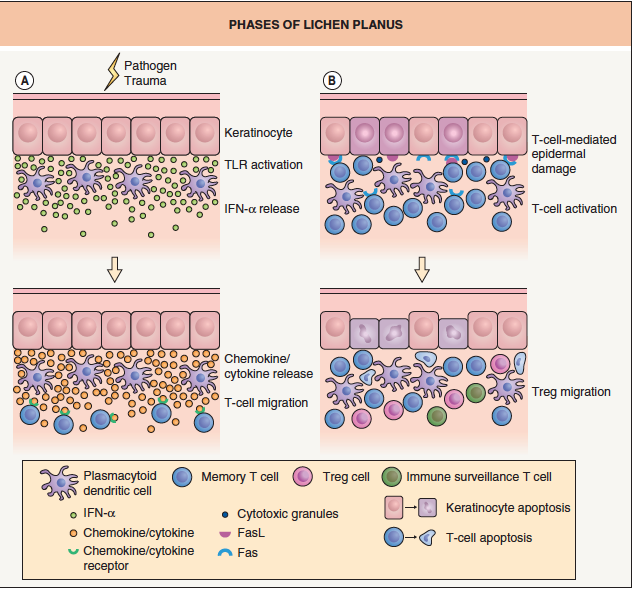 PHASES OF LICHEN PLANUS
A
Pathogen
Trauma
Keratinocyte
TLR activation
IFN-α release
Chemokine/
cytokine release
T-cell migration
B
T-cell-mediated
epidermal
damage
T-cell activation
Treg migration
Plasmacytoid
dendritic cell
Memory T cell
Treg cell
Immune surveillance T cell
IFN-α
Chemokine/cytokine
Chemokine/cytokine
receptor
Cytotoxic granules
FasL
Fas
Keratinocyte apoptosis
T-cell apoptosis